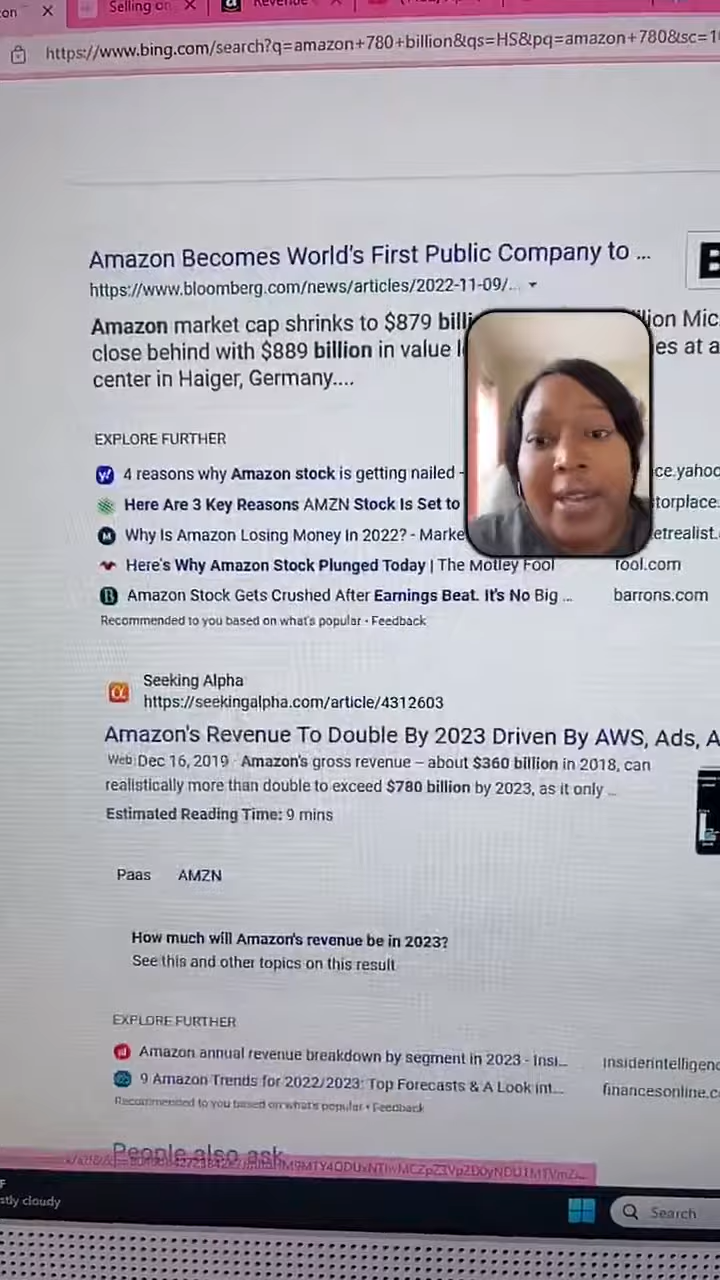 on
Selling on
https://www.bing.com/search?q=amazon+780+billion&qs=HS&pq=amazon+780&sc=1
Amazon Becomes World's First Public Company to ...
https://www.bloomberg.com/news/articles/2022-11-09/...
B
Amazon market cap shrinks to $879 billi lion Mic
close behind with $889 billion in value l es at a
center in Haiger, Germany....
EXPLORE FURTHER
4 reasons why Amazon stock is getting nailed - ce.yahoo
Here Are 3 Key Reasons AMZN Stock Is Set to storplace.
Why Is Amazon Losing Money In 2022? - Marke etrealist.
Here's Why Amazon Stock Plunged Today | The Motley Fool fool.com
Amazon Stock Gets Crushed After Earnings Beat. It's No Big ... barrons.com
Recommended to you based on what's popular • Feedback
Seeking Alpha
https://seekingalpha.com/article/4312603
Amazon's Revenue To Double By 2023 Driven By AWS, Ads, A
Web Dec 16, 2019 · Amazon's gross revenue – about $360 billion in 2018, can
realistically more than double to exceed $780 billion by 2023, as it only ...
Estimated Reading Time: 9 mins
Paas AMZN
How much will Amazon's revenue be in 2023?
See this and other topics on this result
EXPLORE FURTHER
Amazon annual revenue breakdown by segment in 2023 - Insi... insiderintelligenc
9 Amazon Trends for 2022/2023: Top Forecasts & A Look Int... financesonline.c
Recommended to you based on what's popular • Feedback
People also ask
stly cloudy
Search